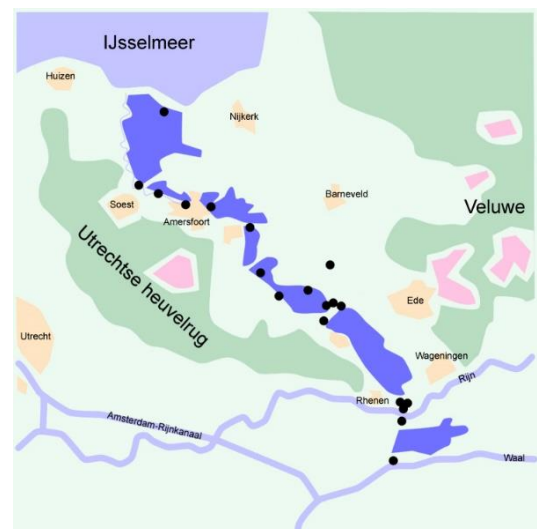 IJsselmeer
Huizen
Nijkerk
Barneveld
Soest
Amersfoort
Veluwe
Utrechtse heuvelrug
Ede
Utrecht
Wageningen
Rhenen
Rijn
Amsterdam-Rijnkanaal
Waal